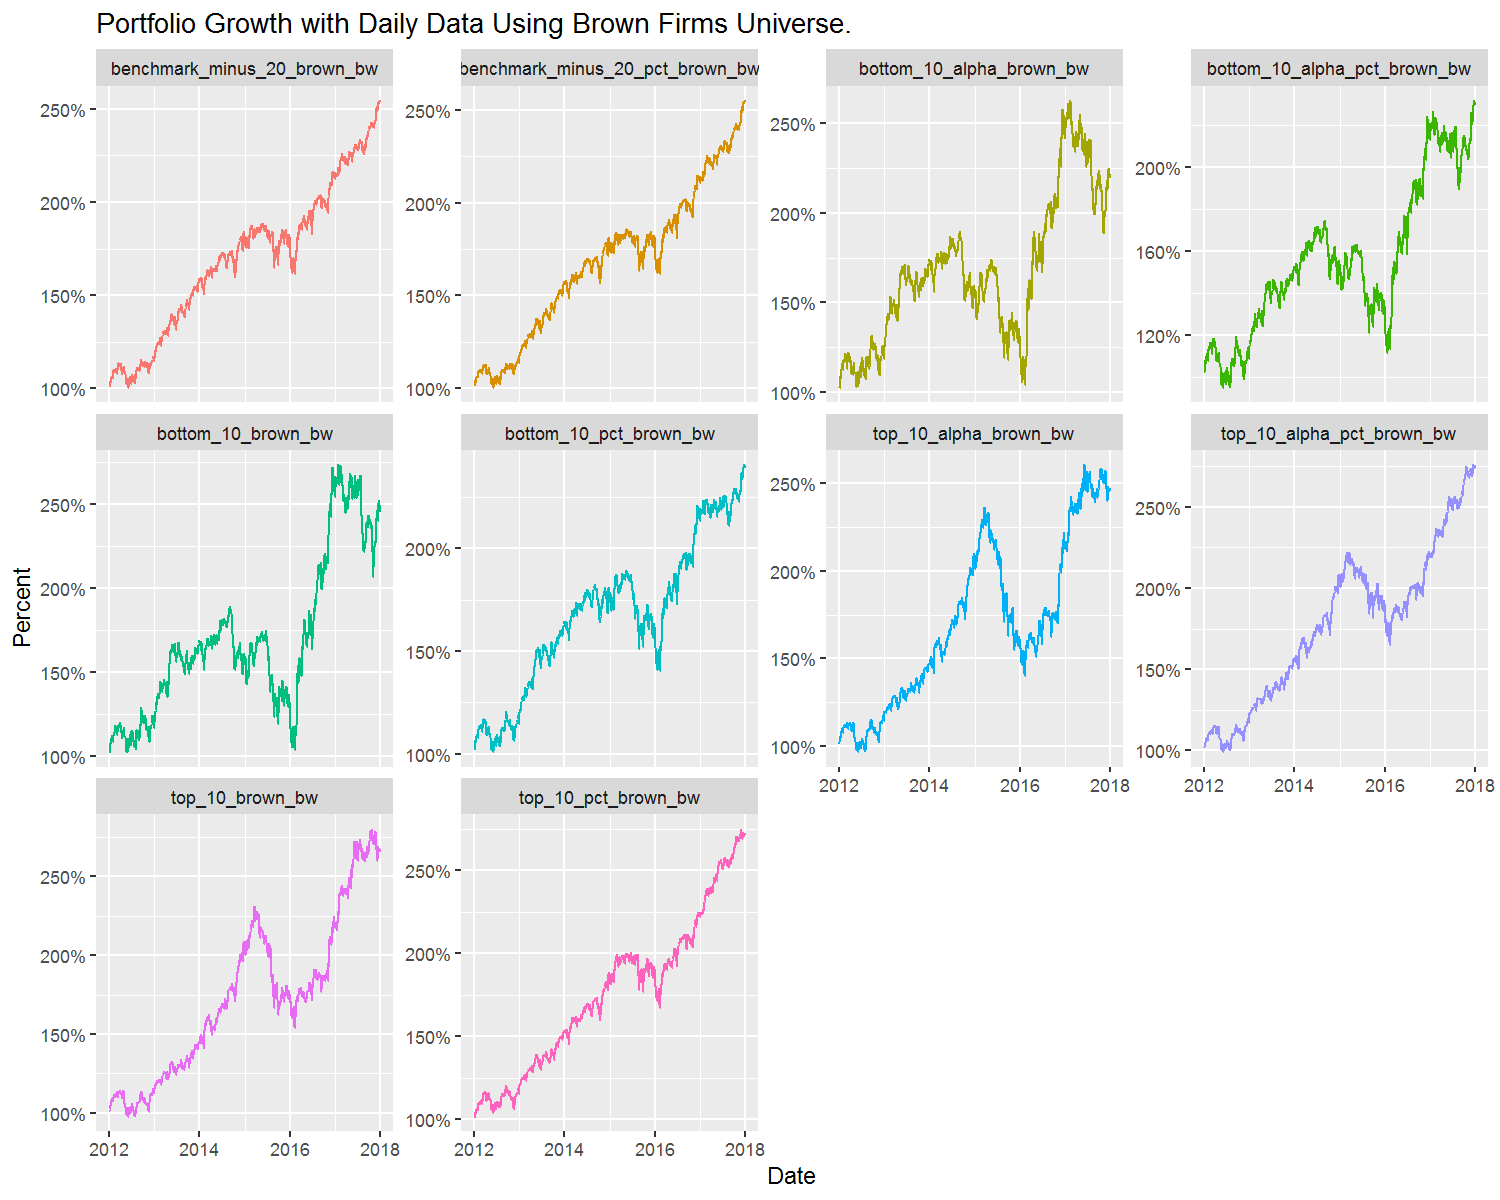 Portfolio Growth with Daily Data Using Brown Firms Universe.
benchmark_minus_20_brown_bw
benchmark_minus_20_pct_brown_bw
bottom_10_alpha_brown_bw
bottom_10_alpha_pct_brown_bw
250%
200%
150%
100%
250%
200%
150%
100%
250%
200%
150%
100%
200%
160%
120%
bottom_10_brown_bw
bottom_10_pct_brown_bw
top_10_alpha_brown_bw
top_10_alpha_pct_brown_bw
250%
200%
150%
100%
200%
150%
100%
250%
200%
150%
100%
250%
200%
150%
100%
2012 2014 2016 2018
2012 2014 2016 2018
top_10_brown_bw
top_10_pct_brown_bw
250%
200%
150%
100%
250%
200%
150%
100%
2012 2014 2016 2018
2012 2014 2016 2018
Percent
Date